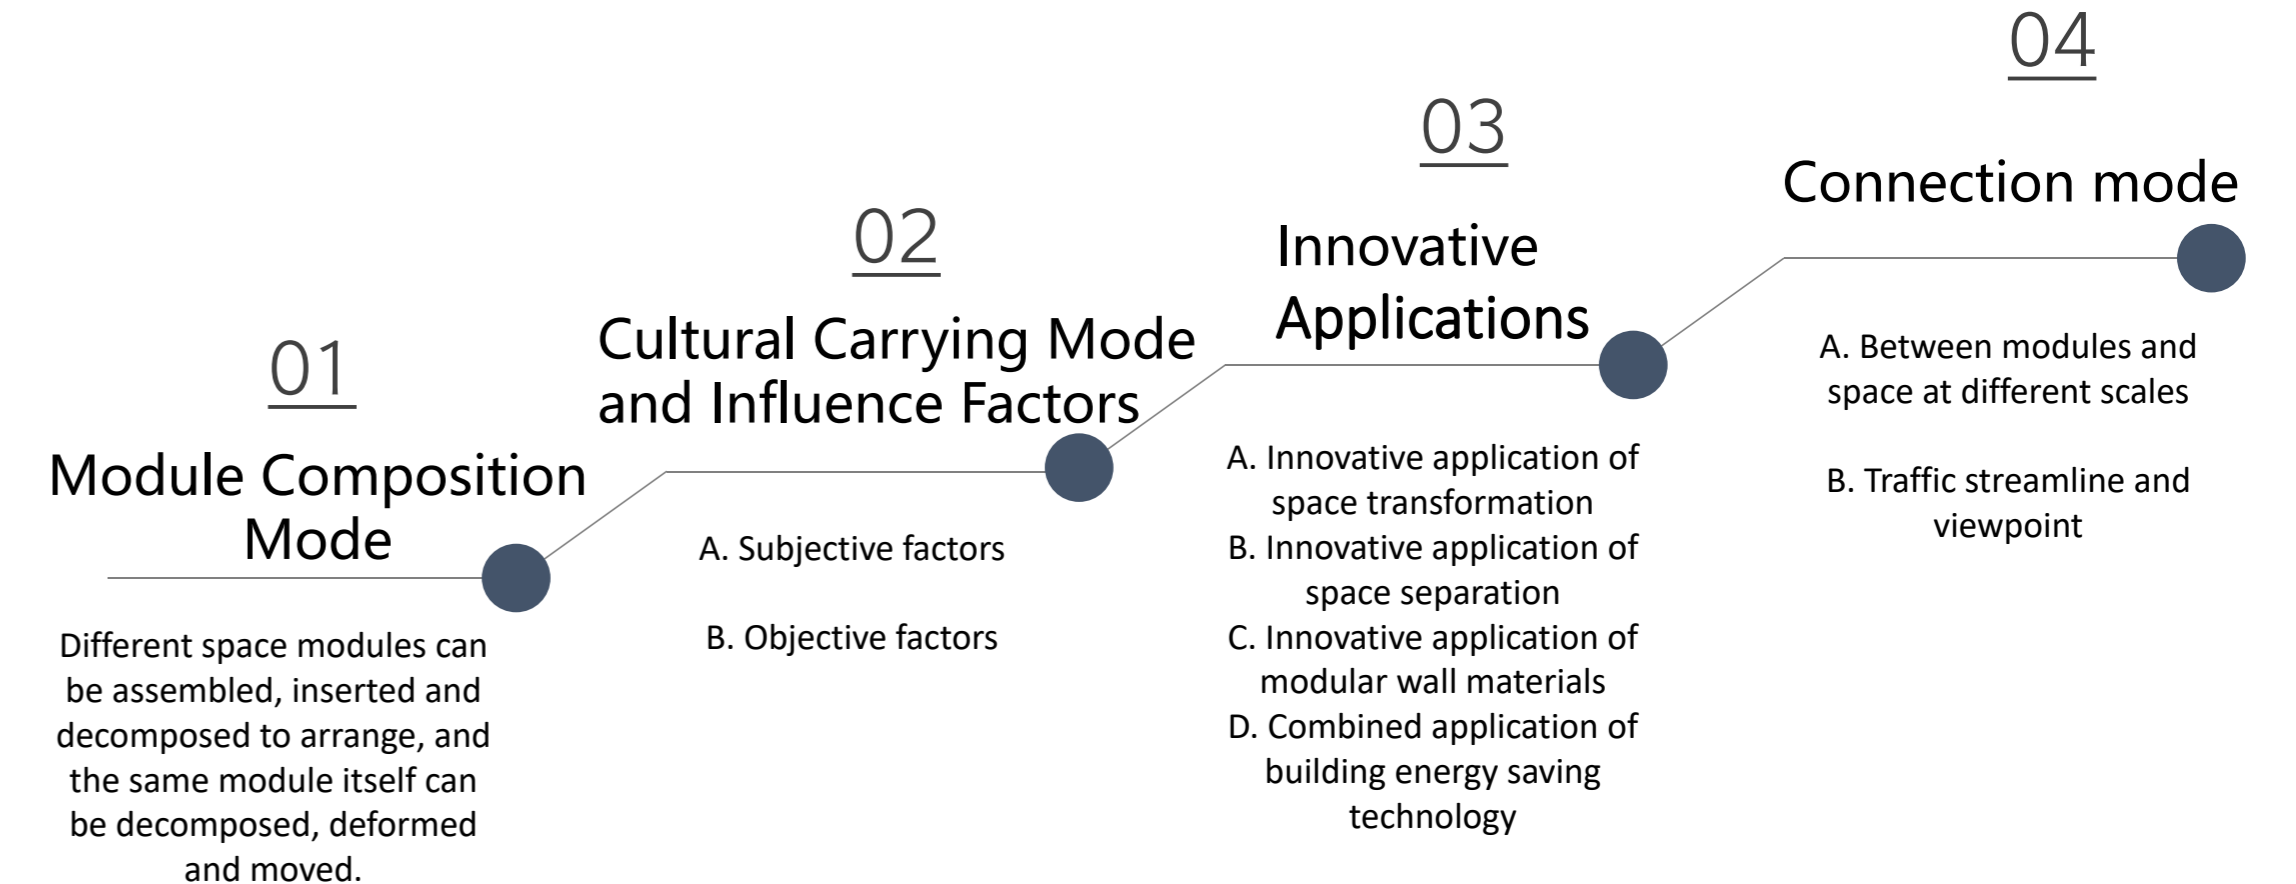 01
Module Composition
Mode
Different space modules can
be assembled, inserted and
decomposed to arrange, and
the same module itself can
be decomposed, deformed
and moved.
02
Cultural Carrying Mode
and Influence Factors
A. Subjective factors
B. Objective factors
03
Innovative
Applications
A. Innovative application of
space transformation
B. Innovative application of
space separation
C. Innovative application of
modular wall materials
D. Combined application of
building energy saving
technology
04
Connection mode
A. Between modules and
space at different scales
B. Traffic streamline and
viewpoint